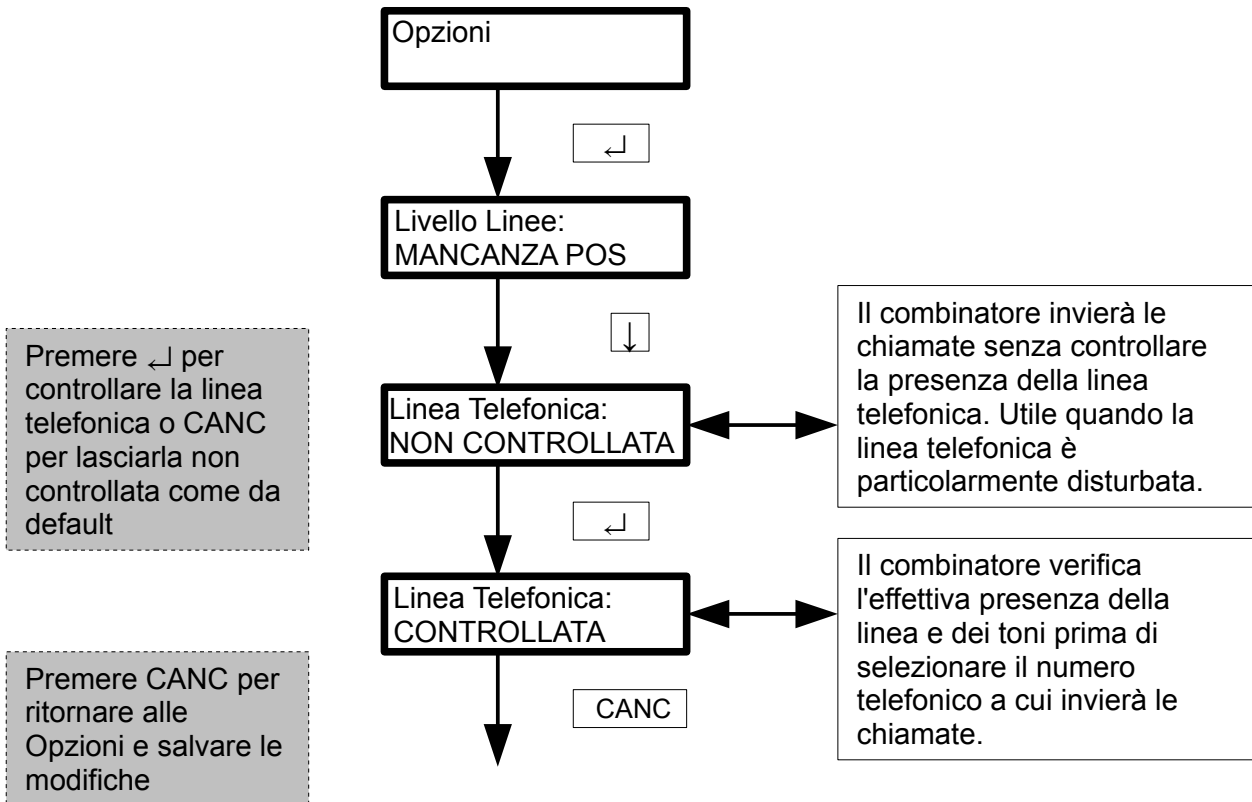 Opzioni
↵
Livello Linee:
MANCANZA POS
↓
Premere ↵ per
controllare la linea
telefonica o CANC
per lasciarla non
controllata come da
default
Linea Telefonica:
NON CONTROLLATA
Il combinatore invierà le
chiamate senza controllare
la presenza della linea
telefonica. Utile quando la
linea telefonica è
particolarmente disturbata.
↵
Linea Telefonica:
CONTROLLATA
Il combinatore verifica
l'effettiva presenza della
linea e dei toni prima di
selezionare il numero
telefonico a cui invierà le
chiamate.
Premere CANC per
ritornare alle
Opzioni e salvare le
modifiche
CANC